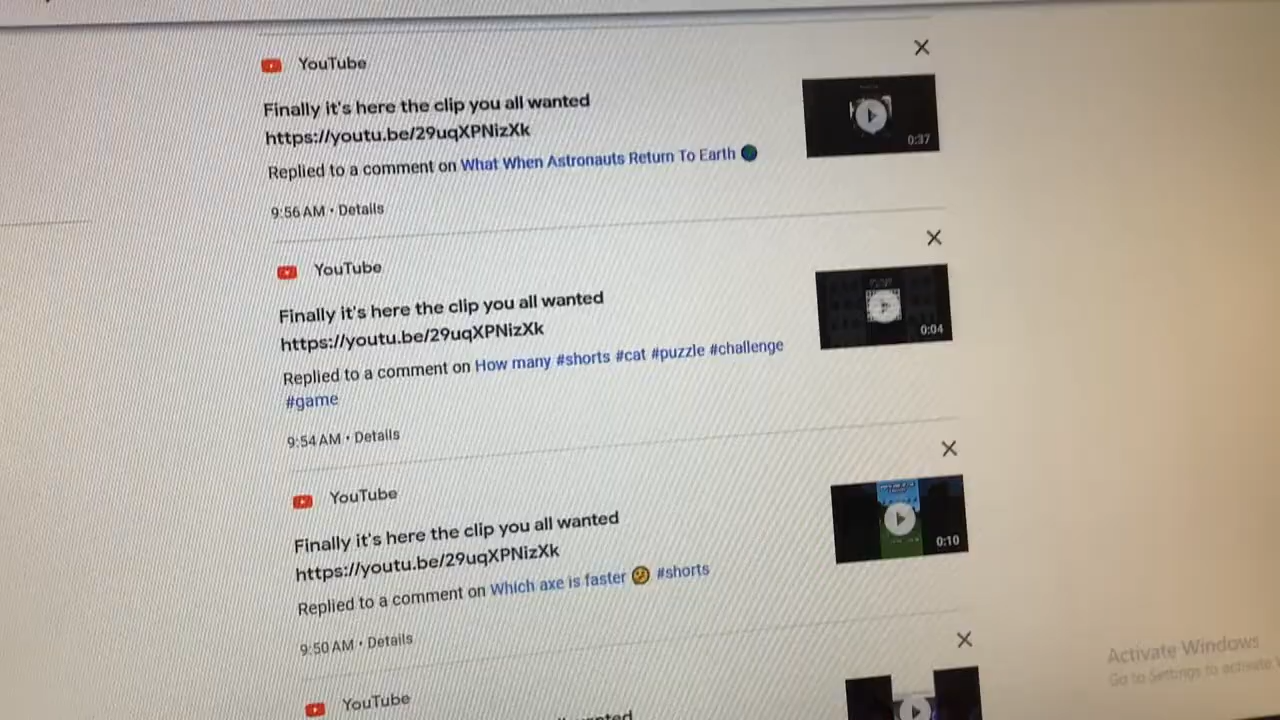 YouTube
Finally it's here the clip you all wanted
https://youtu.be/29uqXPNizXk
Replied to a comment on What When Astronauts Return To Earth
9:56 AM • Details
0:37
YouTube
Finally it's here the clip you all wanted
https://youtu.be/29uqXPNizXk
Replied to a comment on How many #shorts #cat #puzzle #challenge
#game
9:54 AM • Details
0:04
YouTube
Finally it's here the clip you all wanted
https://youtu.be/29uqXPNizXk
Replied to a comment on Which axe is faster 🤔 #shorts
9:50 AM • Details
0:10
YouTube
Activate Windows
Go to Settings to activate